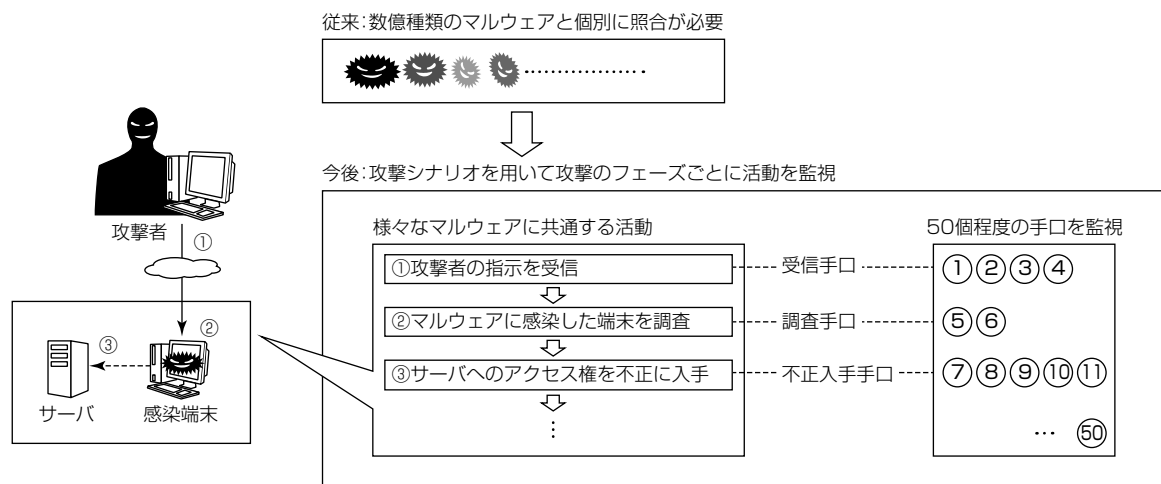 従来：数億種類のマルウェアと個別に照合が必要
今後：攻撃シナリオを用いて攻撃のフェーズごとに活動を監視
攻撃者
①
②
③
サーバ
感染端末
様々なマルウェアに共通する活動
①攻撃者の指示を受信
②マルウェアに感染した端末を調査
③サーバへのアクセス権を不正に入手
⋮
受信手口
調査手口
不正入手手口
50個程度の手口を監視
①②③④
⑤⑥
⑦⑧⑨⑩⑪
… ㊿